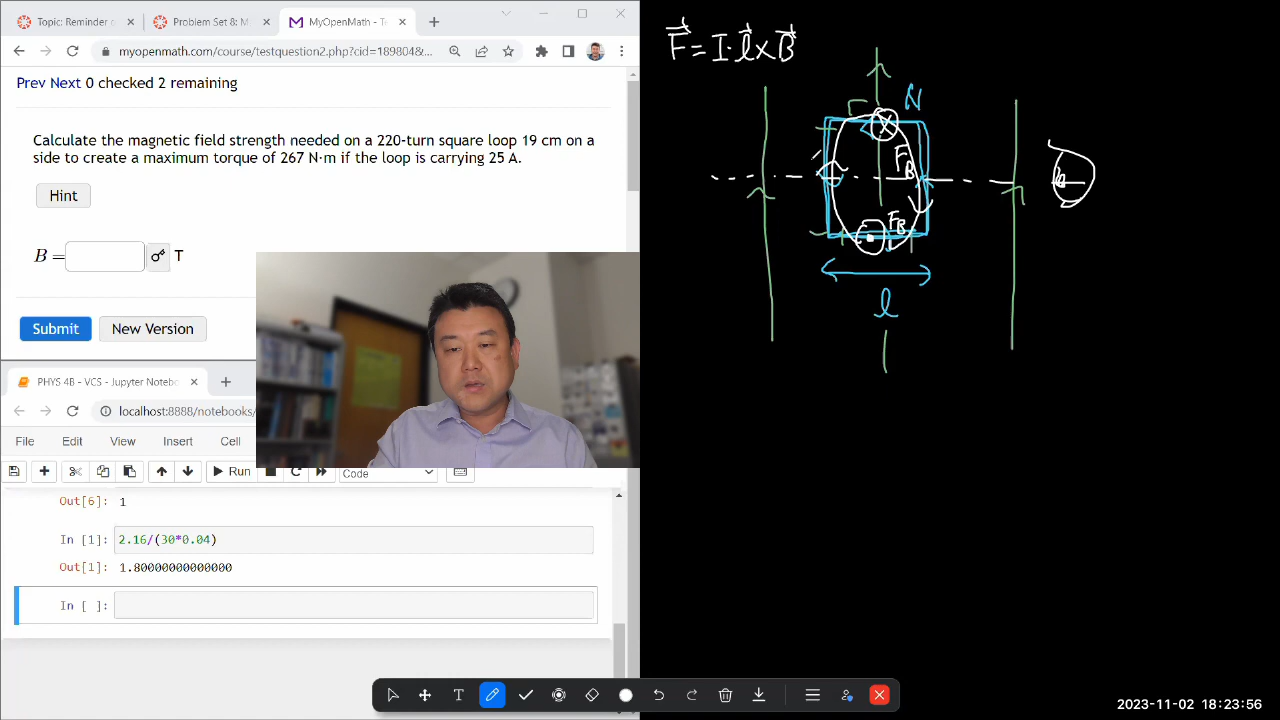 Topic: Reminder o
Problem Set 8: M
MyOpenMath - Te
myopenmath.com/course/testquestion2.php?cid=189804&...
Prev Next 0 checked 2 remaining
Calculate the magnetic field strength needed on a 220-turn square loop 19 cm on a
side to create a maximum torque of 267 N·m if the loop is carrying 25 A.
Hint
B = T
Submit New Version
PHYS 4B - VCS - Jupyter Notebo
localhost:8888/notebooks/
File Edit View Insert Cell
Run Code
Out[6]: 1
In [1]: 2.16/(30*0.04)
Out[1]: 1.80000000000000
In [ ]:
F = I·l×B
N
F_B
F_B
l
2023-11-02 18:23:56